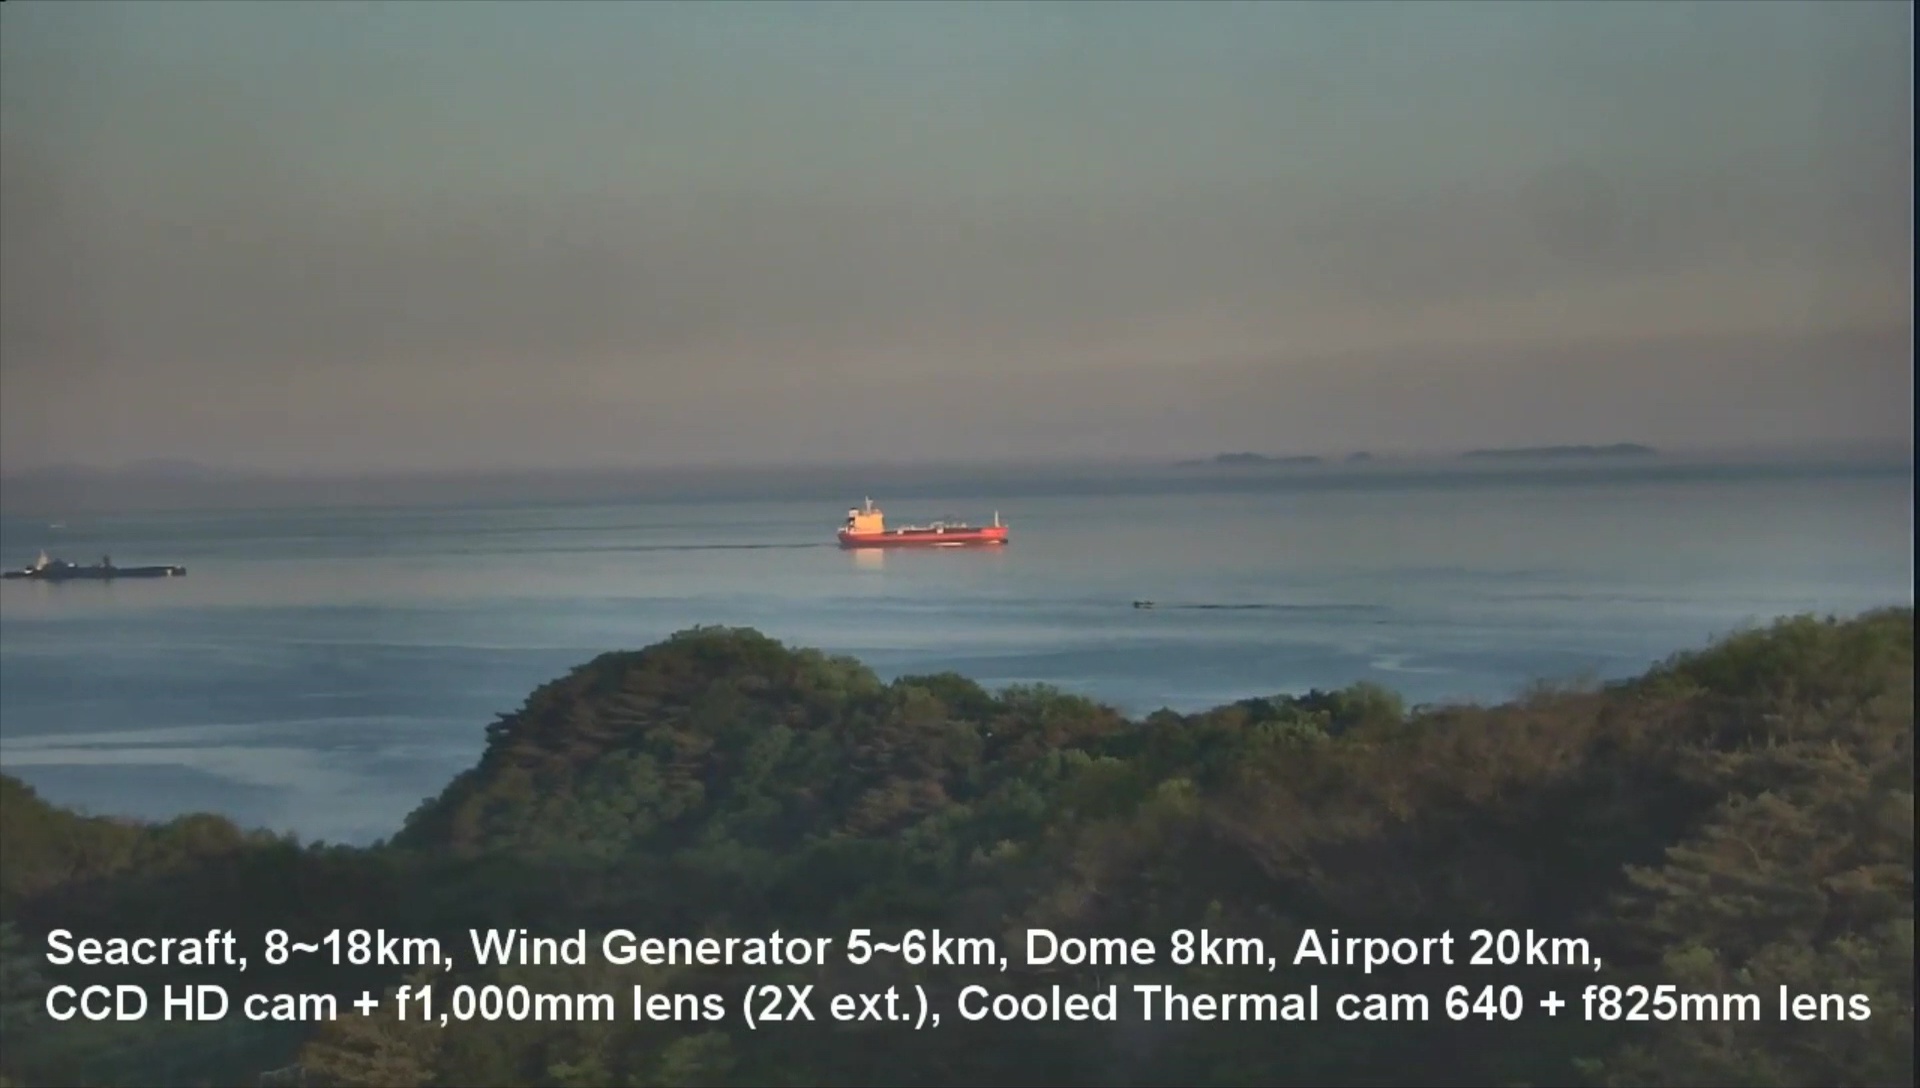 Seacraft, 8~18km, Wind Generator 5~6km, Dome 8km, Airport 20km,
CCD HD cam + f1,000mm lens (2X ext.), Cooled Thermal cam 640 + f825mm lens